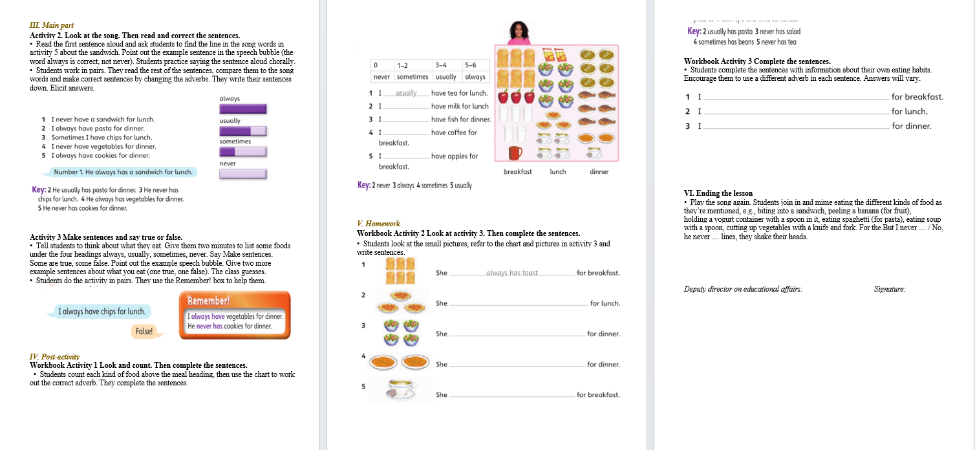 III. Main part
Activity 2. Look at the song. Then read and correct the sentences.
• Read the first sentence aloud and ask students to find the line in the song words in
activity 5 about the sandwich. Point out the example sentence in the speech bubble (the
word always is correct, not never). Students practice saying the sentence aloud chorally.
• Students work in pairs. They read the rest of the sentences, compare them to the song
words and make correct sentences by changing the adverbs. They write their sentences
down. Elicit answers.
always
usually
sometimes
never
1 I never have a sandwich for lunch.
2 I always have pasta for dinner.
3 Sometimes I have chips for lunch.
4 I never have vegetables for dinner.
5 I always have cookies for dinner.
Number 1. He always has a sandwich for lunch.
Key: 2 He usually has pasta for dinner. 3 He never has
chips for lunch. 4 He always has vegetables for dinner.
5 He never has cookies for dinner.
Activity 3 Make sentences and say true or false.
• Tell students to think about what they eat. Give them two minutes to list some foods
under the four headings always, usually, sometimes, never. Say Make sentences.
Some are true, some false. Point out the example speech bubble. Give two more
example sentences about what you eat (one true, one false). The class guesses.
• Students do the activity in pairs. They use the Remember! box to help them.
I always have chips for lunch.
False!
Remember!
I always have vegetables for dinner.
He never has cookies for dinner.
IV. Post-activity
Workbook Activity 1 Look and count. Then complete the sentences.
• Students count each kind of food above the meal heading, then use the chart to work
out the correct adverb. They complete the sentences.
0 1–2 3–4 5–6
never sometimes usually always
1 I usually have tea for lunch.
2 I have milk for lunch
3 I have fish for dinner.
4 I have coffee for
breakfast.
5 I have apples for
breakfast.
breakfast lunch dinner
Key: 2 never 3 always 4 sometimes 5 usually
V. Homework
Workbook Activity 2 Look at activity 3. Then complete the sentences.
• Students look at the small pictures, refer to the chart and pictures in activity 3 and
write sentences.
1 She always has toast for breakfast.
2 She for lunch.
3 She for dinner.
4 She for dinner.
5 She for breakfast.
Key: 2 usually has pasta 3 never has salad
4 sometimes has beans 5 never has tea
Workbook Activity 3 Complete the sentences.
• Students complete the sentences with information about their own eating habits.
Encourage them to use a different adverb in each sentence. Answers will vary.
1 I for breakfast.
2 I for lunch.
3 I for dinner.
VI. Ending the lesson
• Play the song again. Students join in and mime eating the different kinds of food as
they're mentioned, e.g., biting into a sandwich, peeling a banana (for fruit),
holding a yogurt container with a spoon in it, eating spaghetti (for pasta), eating soup
with a spoon, cutting up vegetables with a knife and fork. For the But I never … / No,
he never … lines, they shake their heads.
Deputy director on educational affairs: Signature: